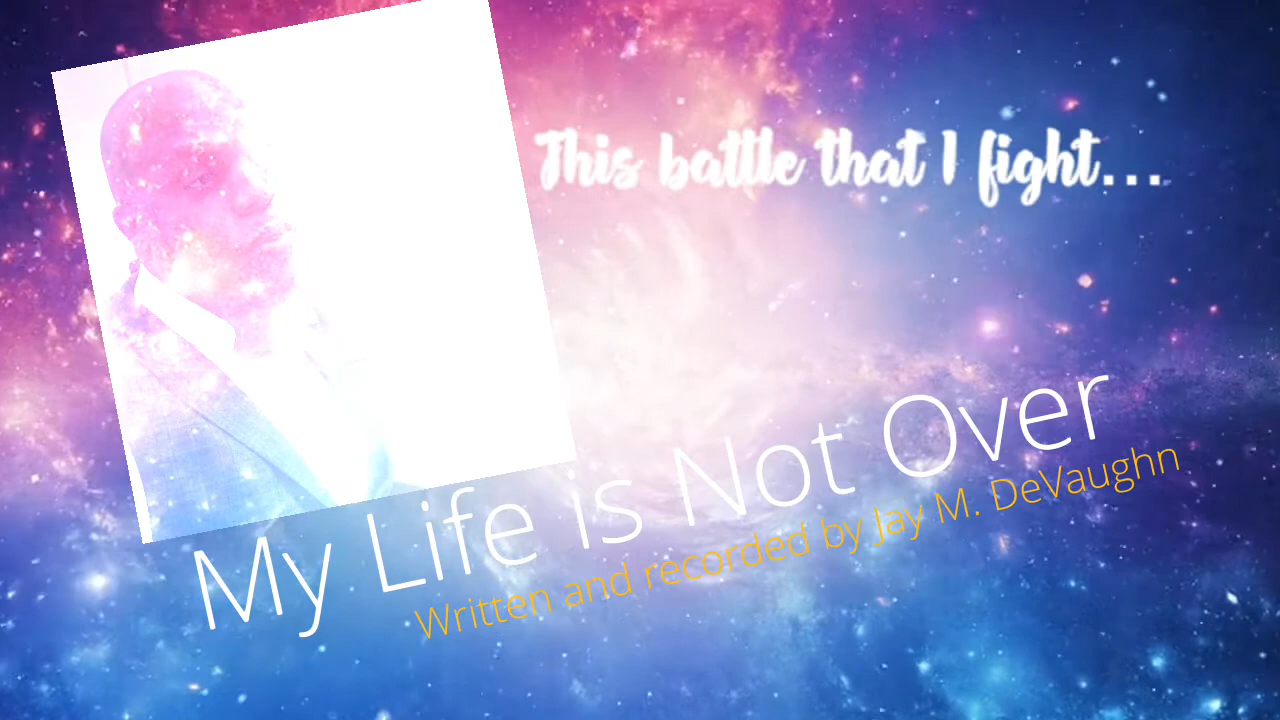 This battle that I fight...
My Life is Not Over
Written and recorded by Jay M. DeVaughn